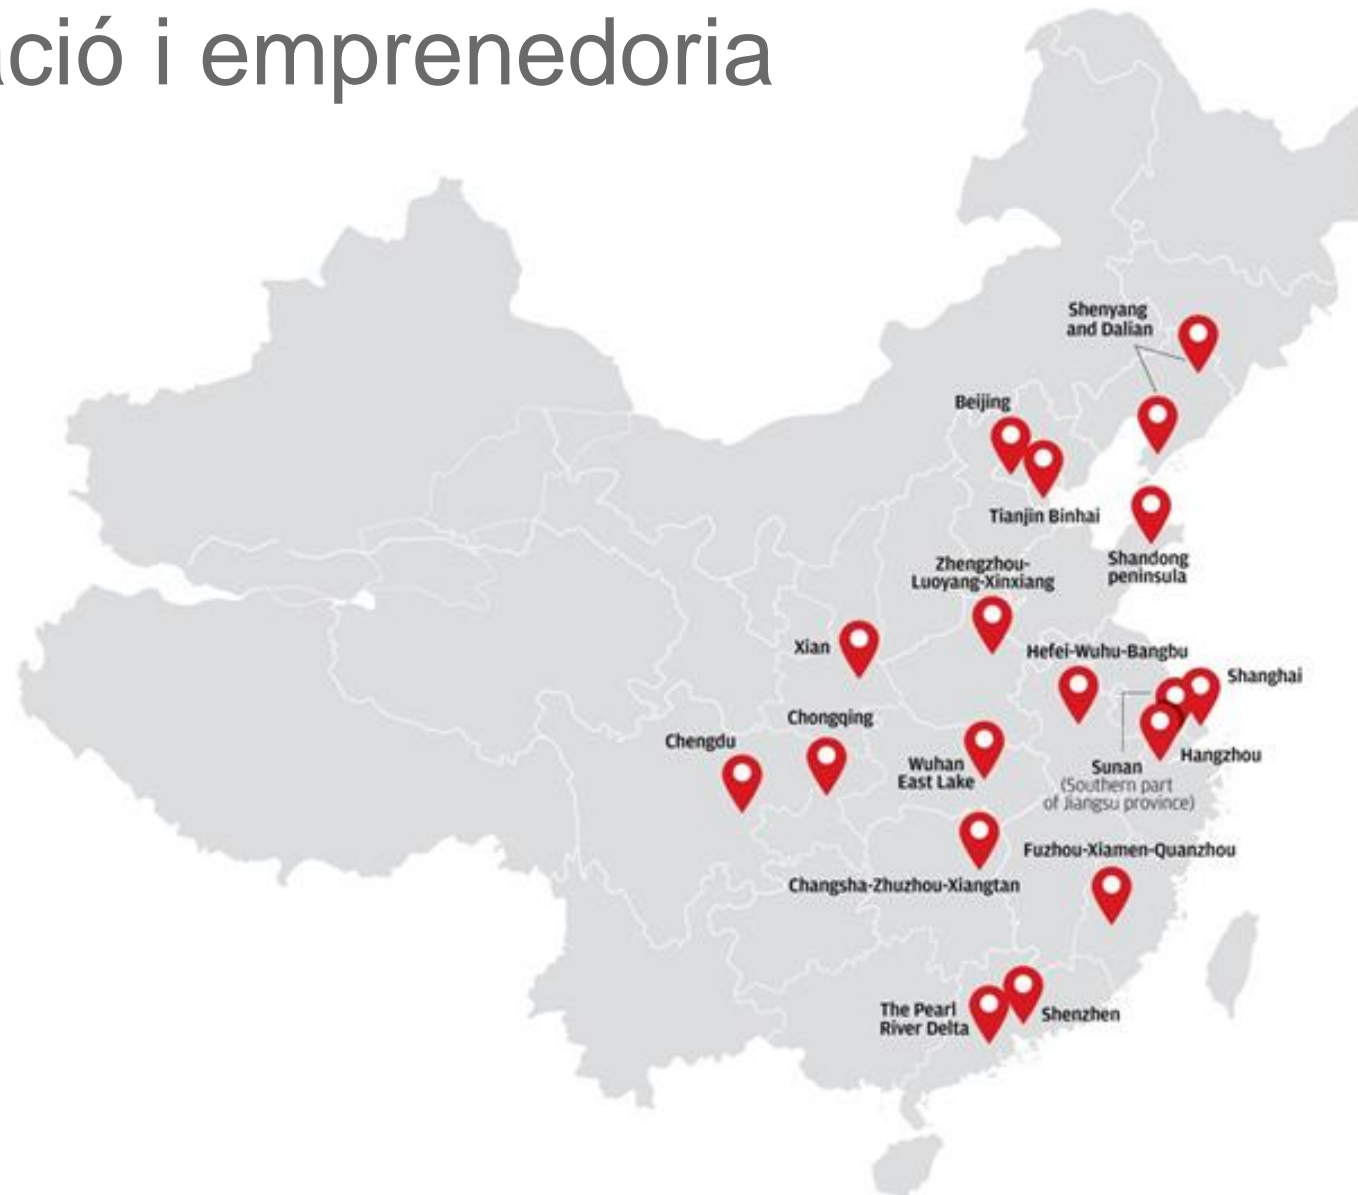 i emprenedoria
Shenyang
and Dalian
Beijing
Tianjin Binhai
Shandong
peninsula
Zhengzhou-
Luoyang-Xinxiang
Xian
Hefei-Wuhu-Bangbu
Shanghai
Chongqing
Chengdu
Wuhan
East Lake
Hangzhou
Sunan
(Southern part
of Jiangsu province)
Fuzhou-Xiamen-Quanzhou
Changsha-Zhuzhou-Xiangtan
The Pearl
River Delta
Shenzhen